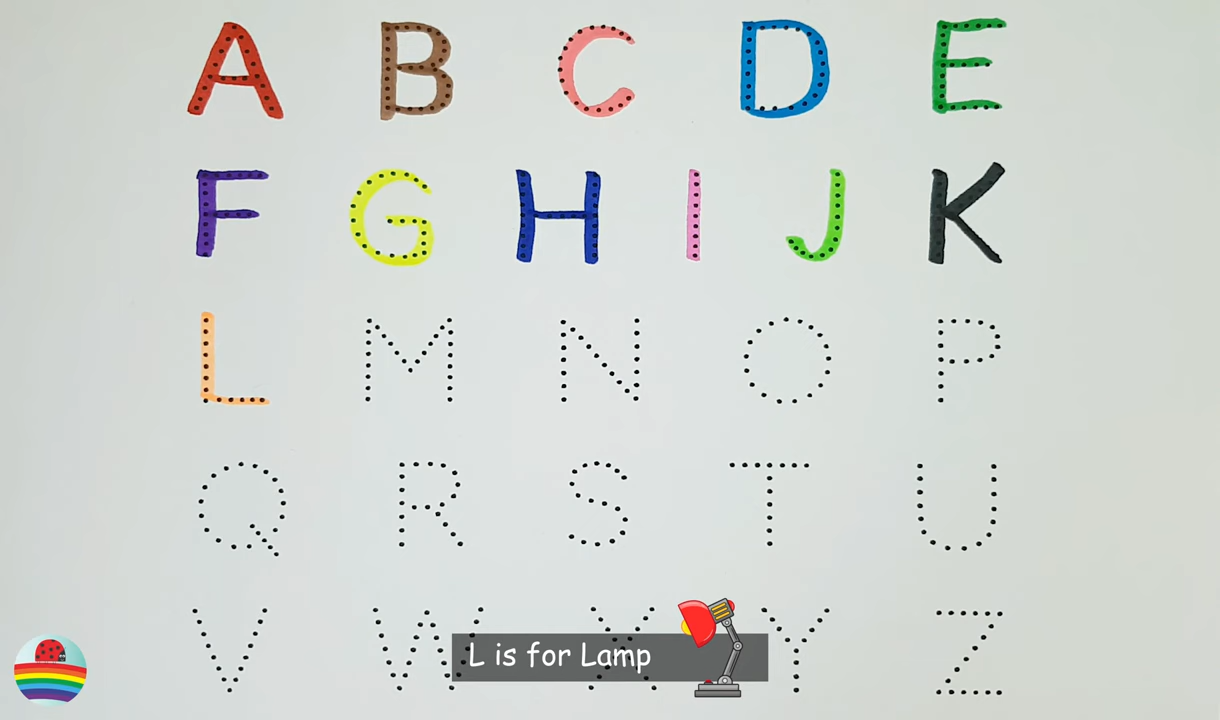 A B C D E
F G H I J K
L M N O P
Q R S T U
V W X Y Z
L is for Lamp